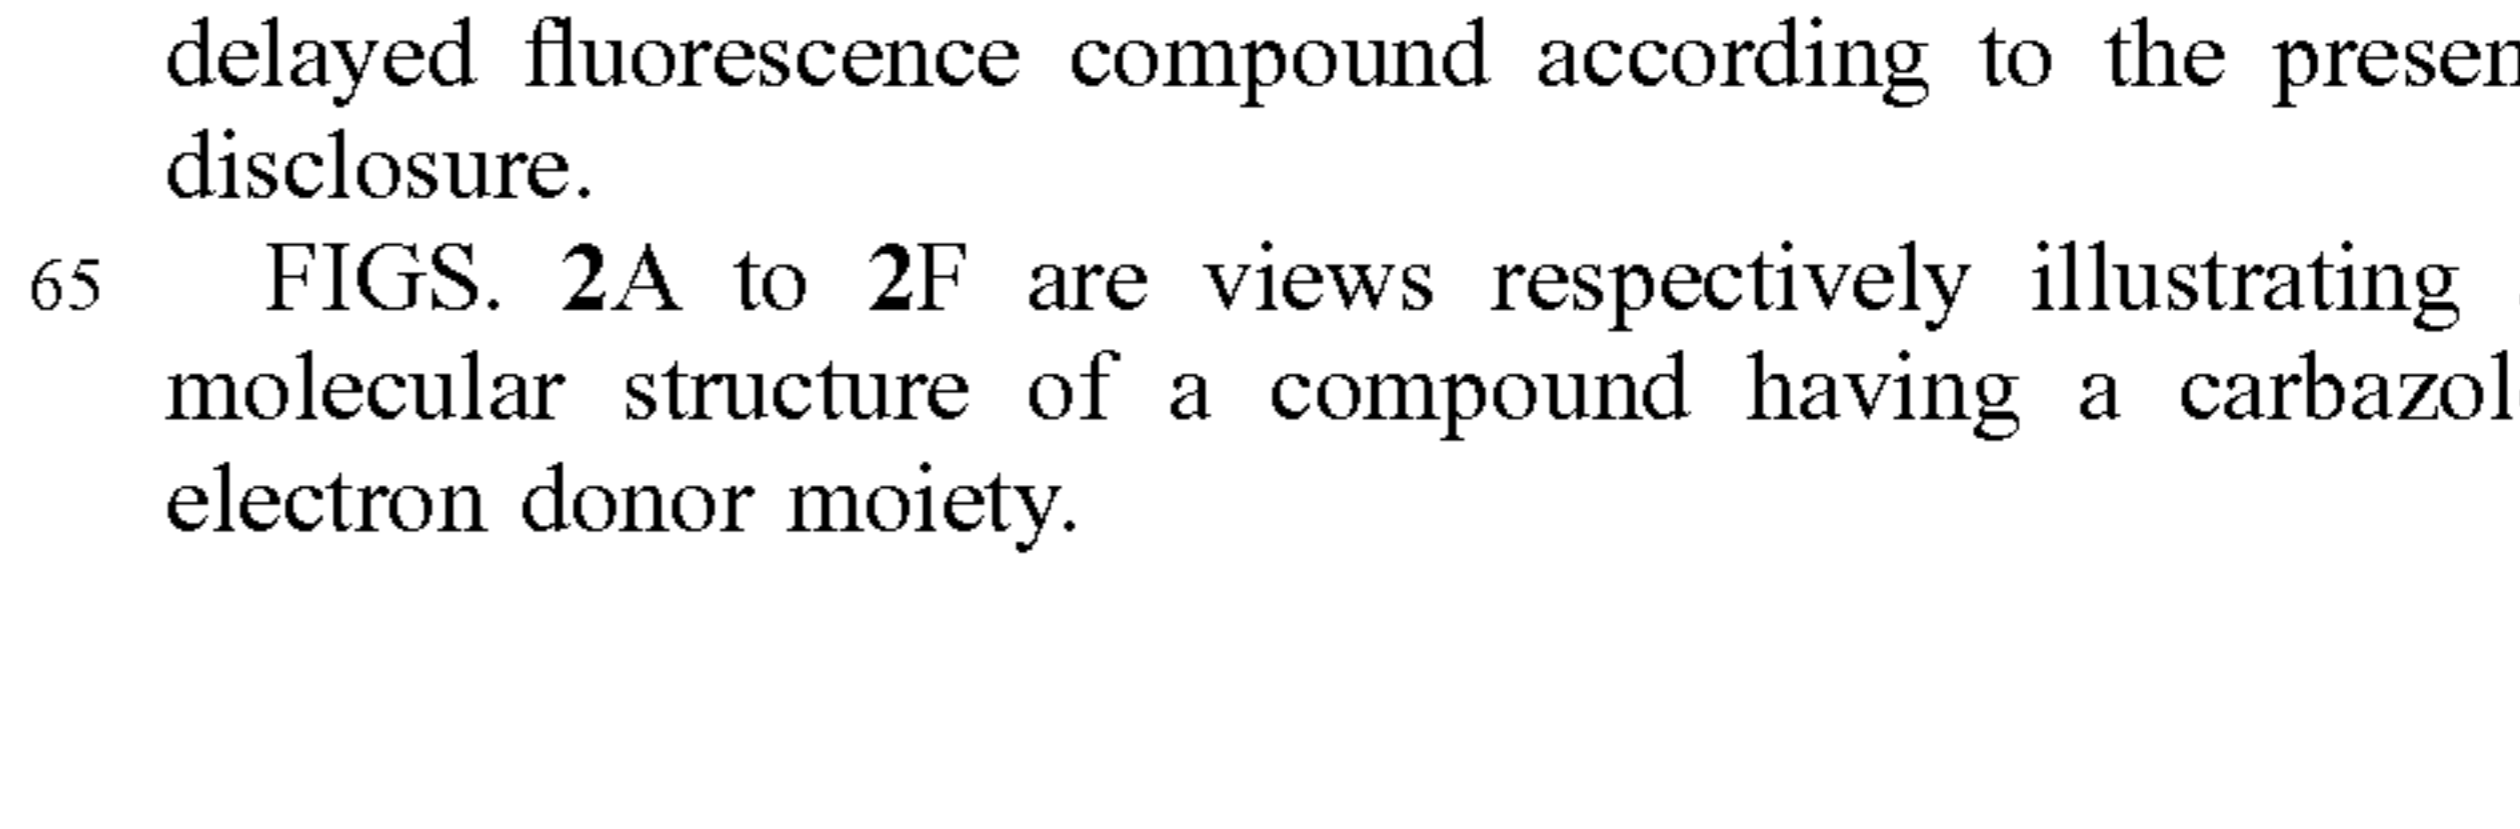 delayed fluorescence compound according to the presen
disclosure.
65 FIGS. 2A to 2F are views respectively illustrating
molecular structure of a compound having a carbazol
electron donor moiety.